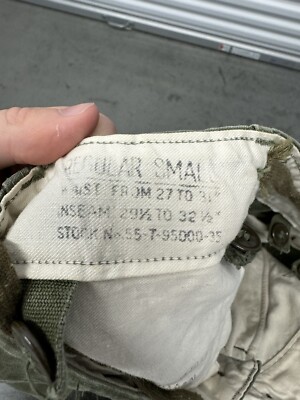 REGULAR SMALL
WAIST FROM 27 TO 31"
INSEAM 29½ TO 32½"
STOCK No.55-T-95000-35